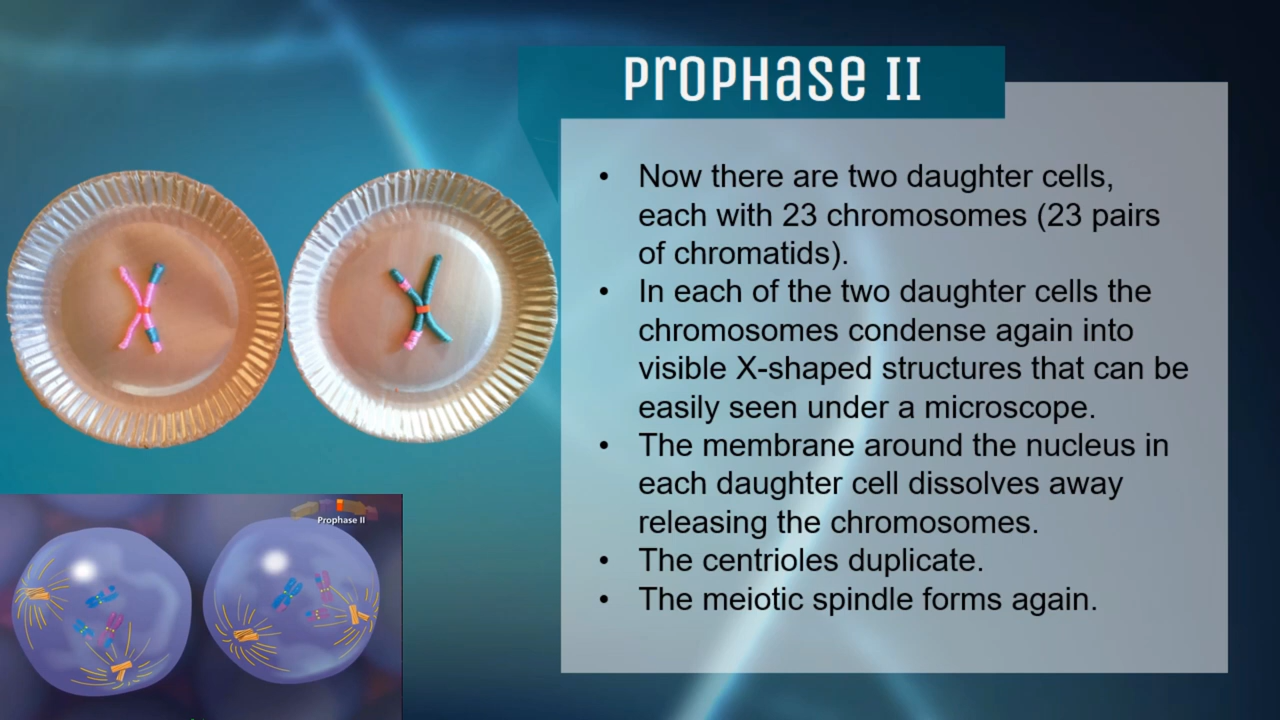 Prophase II
• Now there are two daughter cells,
each with 23 chromosomes (23 pairs
of chromatids).
• In each of the two daughter cells the
chromosomes condense again into
visible X-shaped structures that can be
easily seen under a microscope.
• The membrane around the nucleus in
each daughter cell dissolves away
releasing the chromosomes.
• The centrioles duplicate.
• The meiotic spindle forms again.
Prophase II